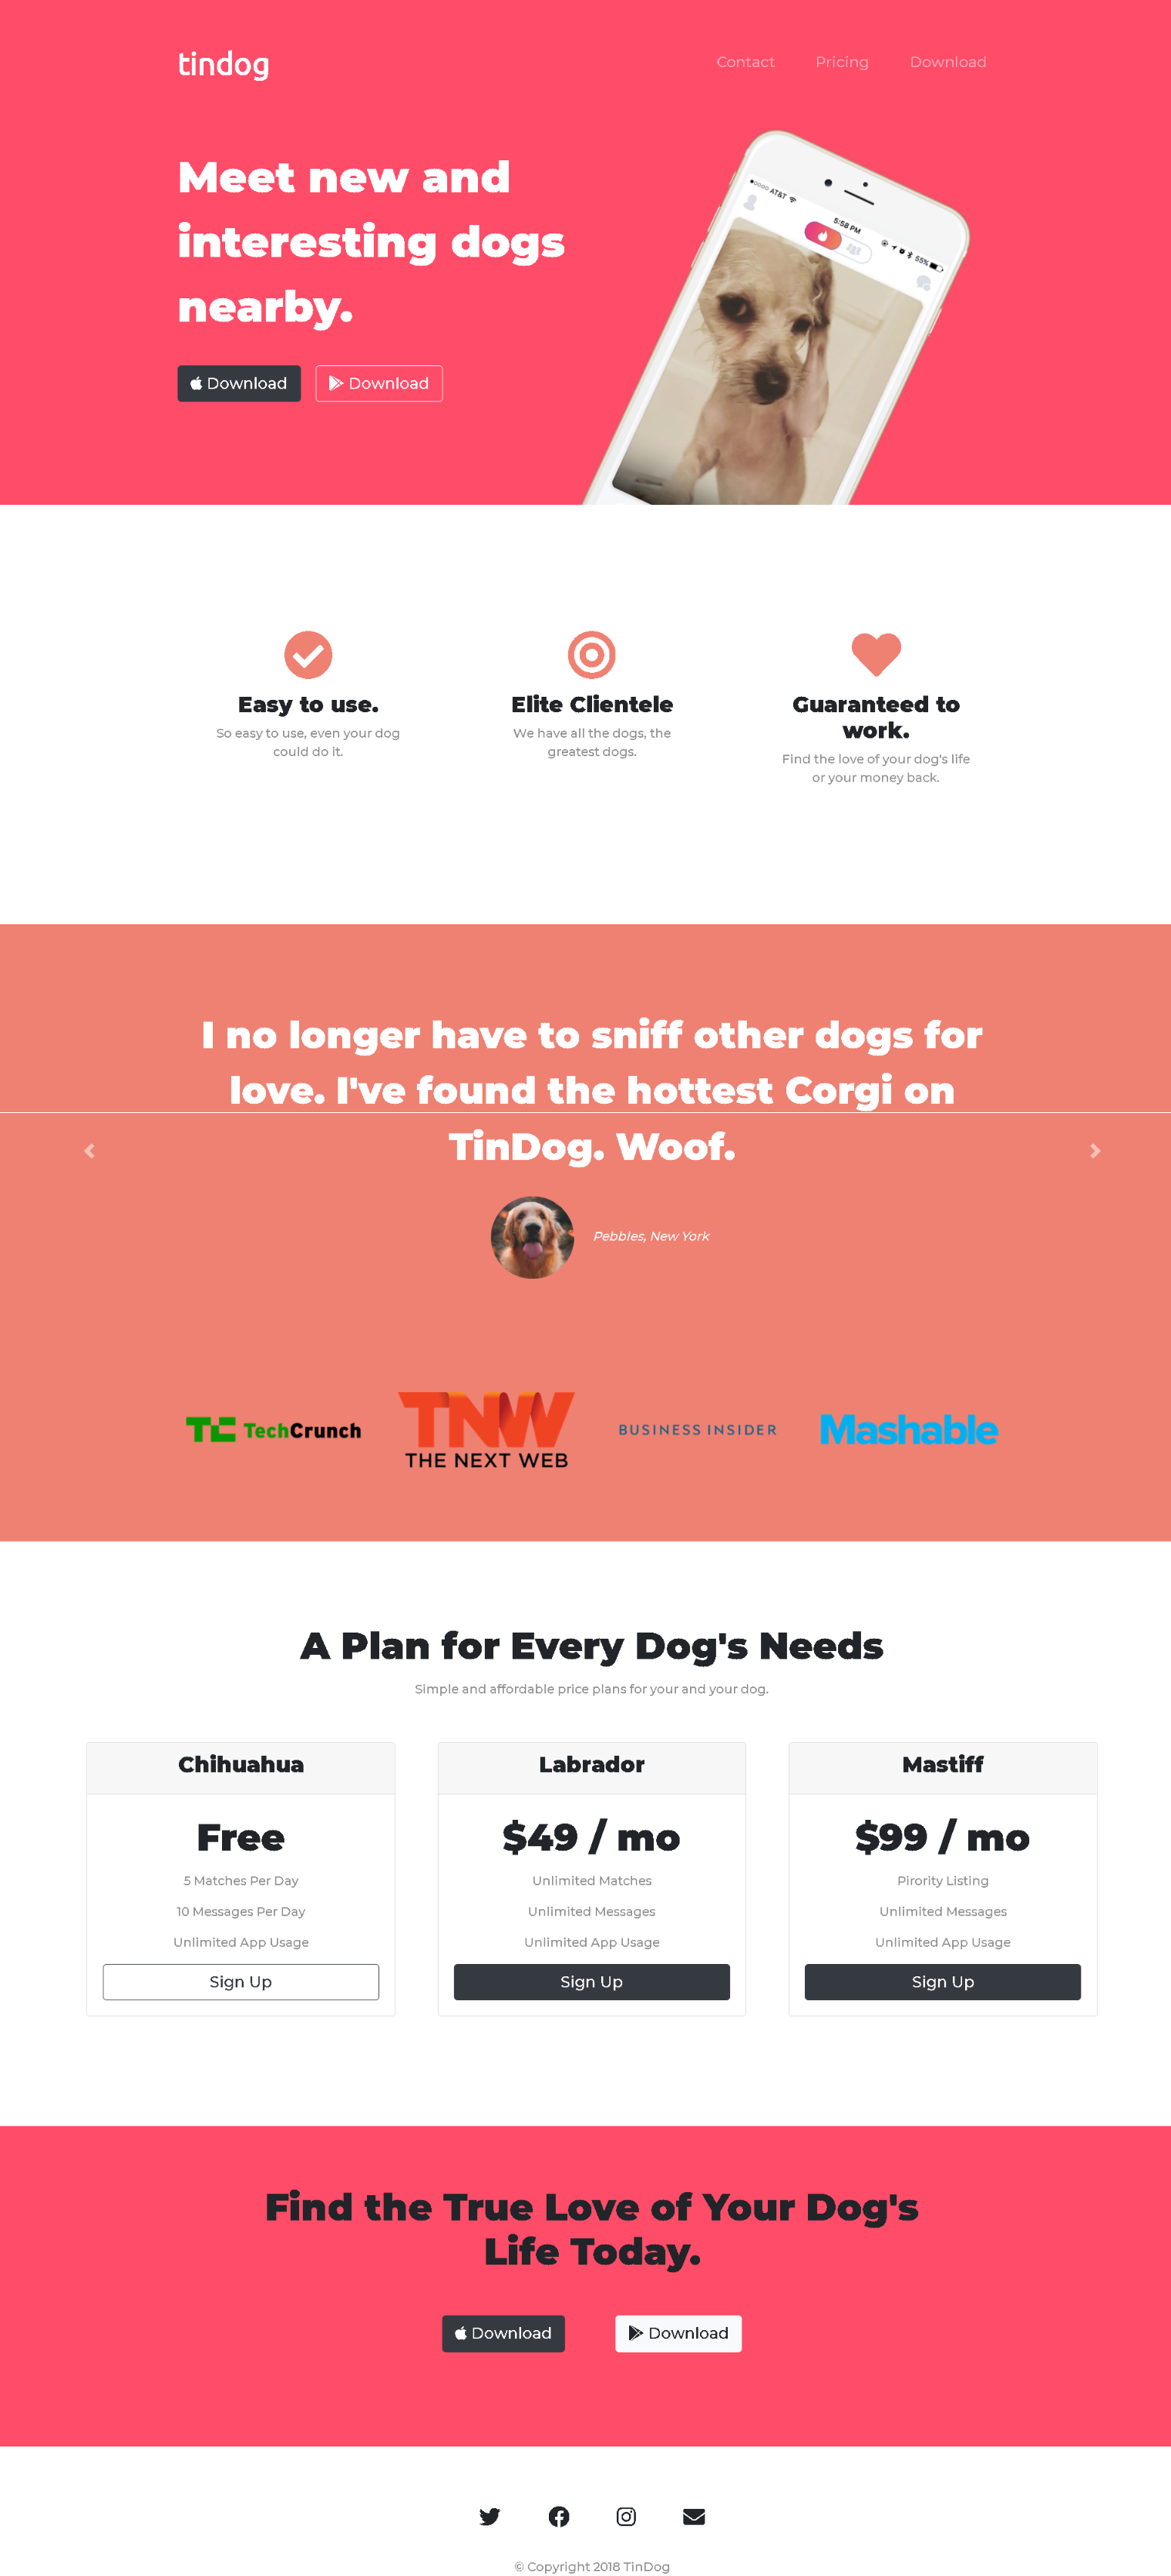 tindog
Contact Pricing Download
Meet new and
interesting dogs
nearby.
Download Download
AT&T 5:58 PM 55%
Easy to use.
So easy to use, even your dog
could do it.
Elite Clientele
We have all the dogs, the
greatest dogs.
Guaranteed to
work.
Find the love of your dog's life
or your money back.
I no longer have to sniff other dogs for
love. I've found the hottest Corgi on
TinDog. Woof.
Pebbles, New York
TC TechCrunch
TNW
THE NEXT WEB
BUSINESS INSIDER
Mashable
A Plan for Every Dog's Needs
Simple and affordable price plans for your and your dog.
Chihuahua
Free
5 Matches Per Day
10 Messages Per Day
Unlimited App Usage
Sign Up
Labrador
$49 / mo
Unlimited Matches
Unlimited Messages
Unlimited App Usage
Sign Up
Mastiff
$99 / mo
Pirority Listing
Unlimited Messages
Unlimited App Usage
Sign Up
Find the True Love of Your Dog's
Life Today.
Download Download
© Copyright 2018 TinDog